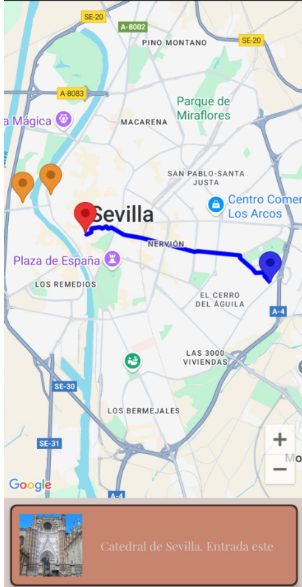 SE-20
A-8002
PINO MONTANO
SE-20
A-8083
Parque de
Miraflores
a Mágica
MACARENA
SAN PABLO-SANTA
JUSTA
Centro Comer
Los Arcos
Sevilla
NERVIÓN
Plaza de España
LOS REMEDIOS
EL CERRO
DEL ÁGUILA
A-4
LAS 3000
VIVIENDAS
SE-30
LOS BERMEJALES
SE-31
+
Mo
−
Google
A-4
Catedral de Sevilla. Entrada este